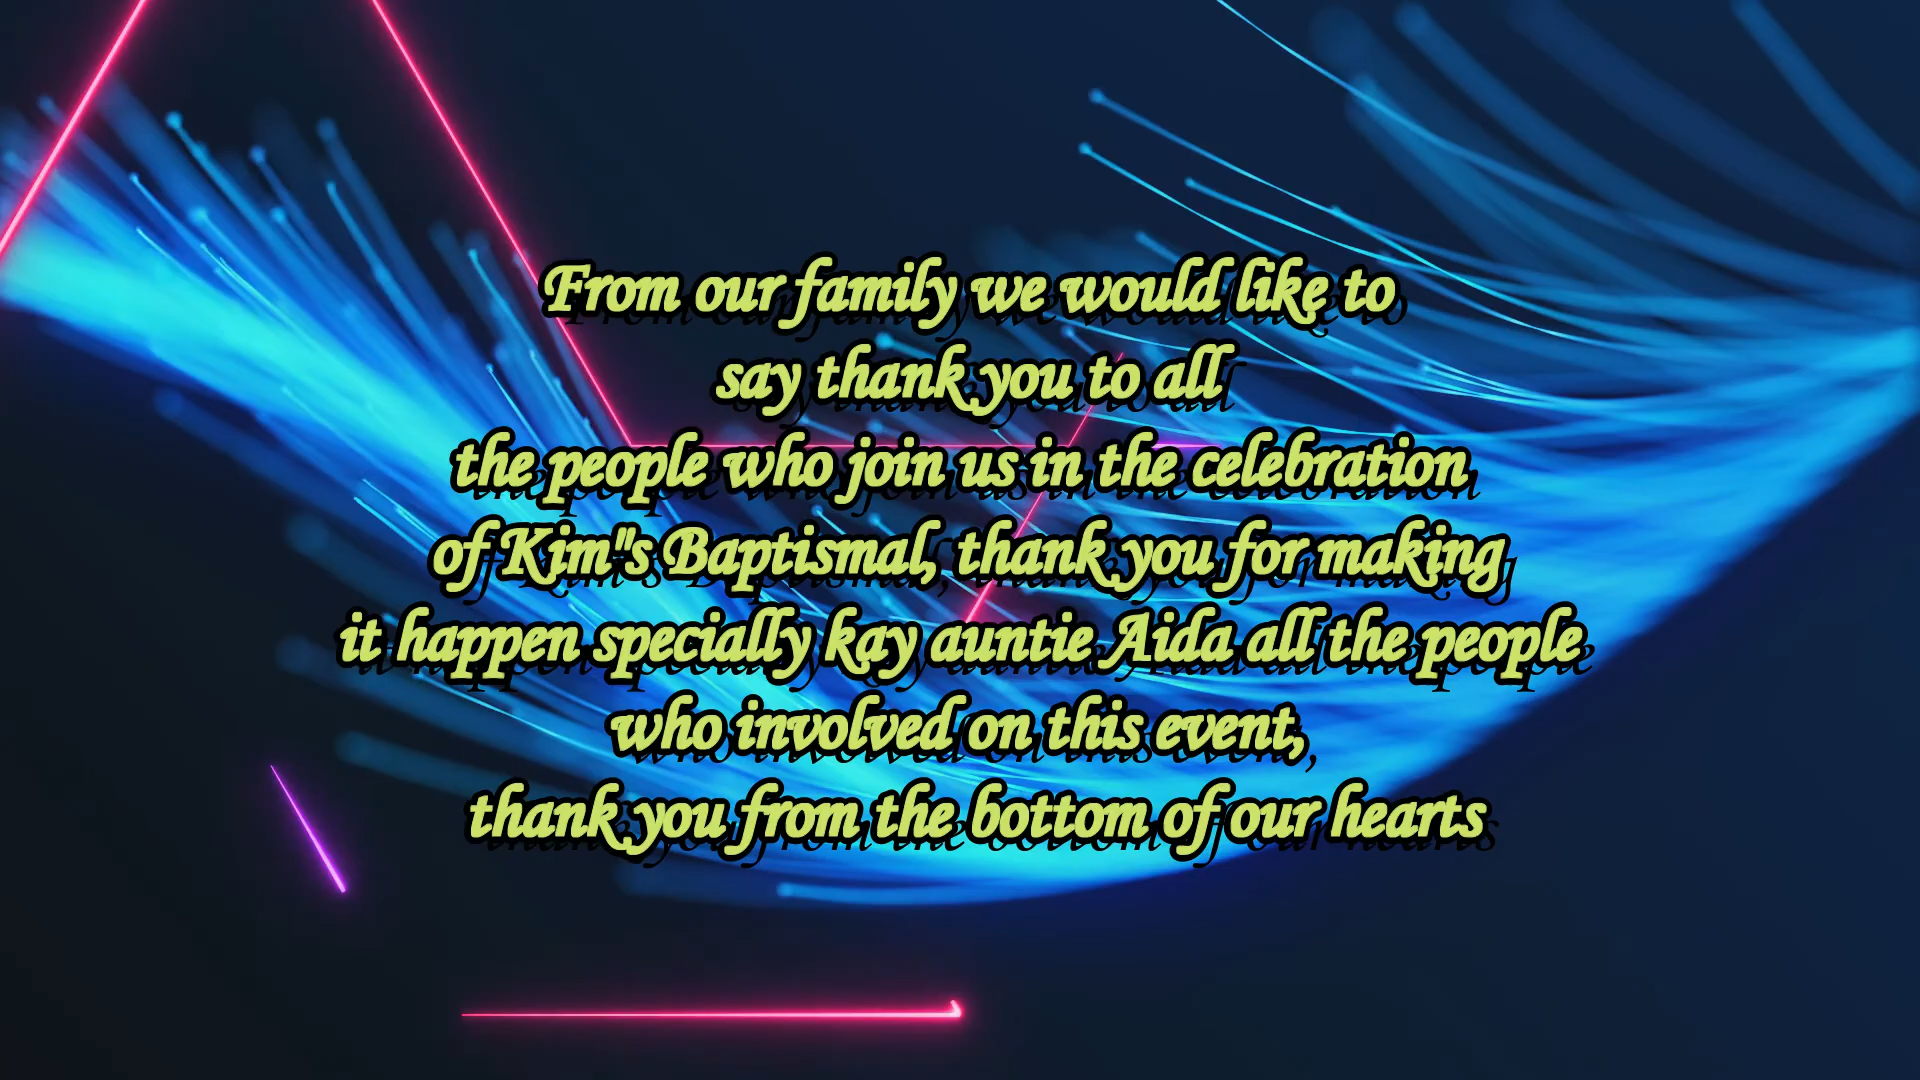 From our family we would like to
say thank you to all
the people who join us in the celebration
of Kim"s Baptismal, thank you for making
it happen specially kay auntie Aida all the people
who involved on this event,
thank you from the bottom of our hearts